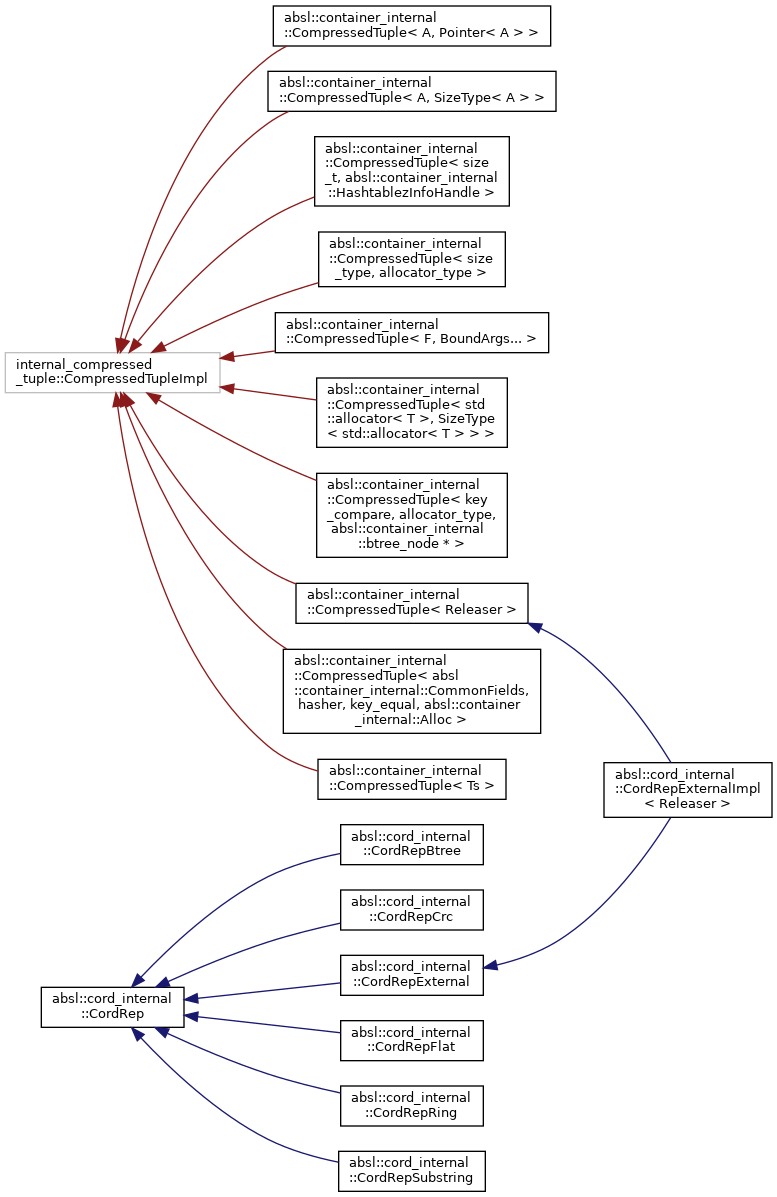 absl::container_internal
::CompressedTuple< A, Pointer< A > >
absl::container_internal
::CompressedTuple< A, SizeType< A > >
absl::container_internal
::CompressedTuple< size
_t, absl::container_internal
::HashtablezInfoHandle >
absl::container_internal
::CompressedTuple< size
_type, allocator_type >
absl::container_internal
::CompressedTuple< F, BoundArgs... >
internal_compressed
_tuple::CompressedTupleImpl
absl::container_internal
::CompressedTuple< std
::allocator< T >, SizeType
< std::allocator< T > > >
absl::container_internal
::CompressedTuple< key
_compare, allocator_type,
absl::container_internal
::btree_node * >
absl::container_internal
::CompressedTuple< Releaser >
absl::container_internal
::CompressedTuple< absl
::container_internal::CommonFields,
hasher, key_equal, absl::container
_internal::Alloc >
absl::container_internal
::CompressedTuple< Ts >
absl::cord_internal
::CordRepExternalImpl
< Releaser >
absl::cord_internal
::CordRepBtree
absl::cord_internal
::CordRepCrc
absl::cord_internal
::CordRepExternal
absl::cord_internal
::CordRep
absl::cord_internal
::CordRepFlat
absl::cord_internal
::CordRepRing
absl::cord_internal
::CordRepSubstring